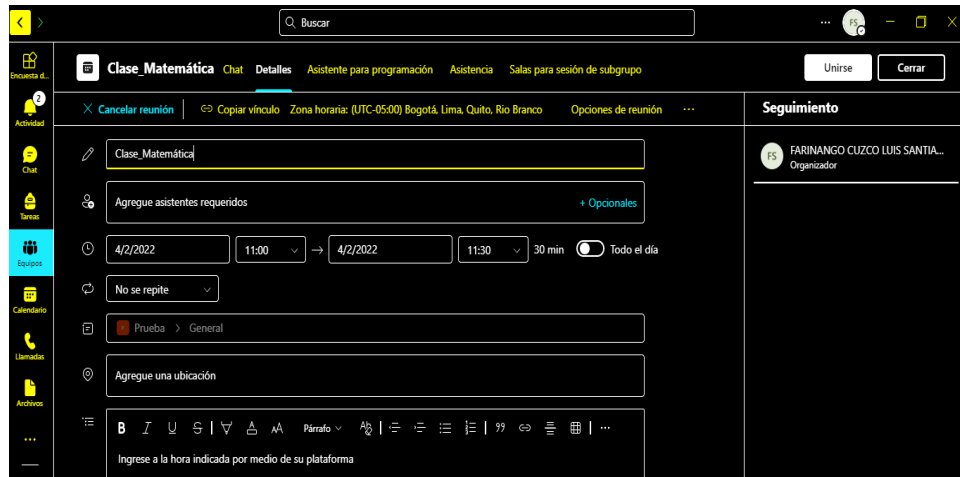 Buscar
FS
Encuesta d...
2
Actividad
Chat
Tareas
Equipos
Calendario
Llamadas
Archivos
Clase_Matemática Chat Detalles Asistente para programación Asistencia Salas para sesión de subgrupo
Unirse Cerrar
Cancelar reunión Copiar vínculo Zona horaria: (UTC-05:00) Bogotá, Lima, Quito, Rio Branco Opciones de reunión ...
Clase_Matemática
Agregue asistentes requeridos + Opcionales
4/2/2022 11:00 → 4/2/2022 11:30 30 min Todo el día
No se repite
Prueba > General
Agregue una ubicación
B I U S A AA Párrafo
Ingrese a la hora indicada por medio de su plataforma
Seguimiento
FS FARINANGO CUZCO LUIS SANTIA...
Organizador